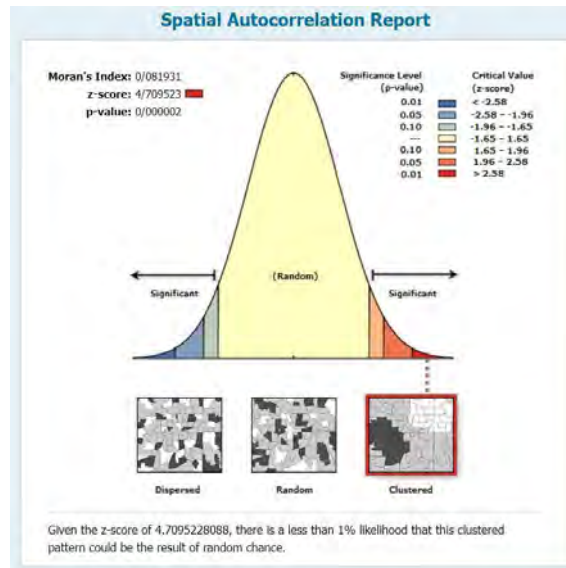 Spatial Autocorrelation Report
Moran's Index: 0/081931
z-score: 4/709523
p-value: 0/000002
Significance Level (p-value)
Critical Value (z-score)
0.01 < -2.58
0.05 -2.58 – -1.96
0.10 -1.96 – -1.65
--- -1.65 – 1.65
0.10 1.65 – 1.96
0.05 1.96 – 2.58
0.01 > 2.58
(Random)
Significant
Significant
Dispersed
Random
Clustered
Given the z-score of 4.7095228088, there is a less than 1% likelihood that this clustered
pattern could be the result of random chance.